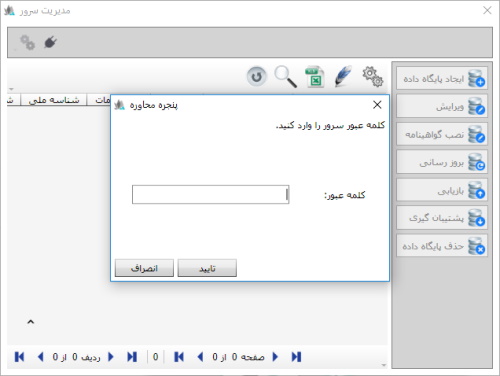 مدیریت سرور
ایجاد پایگاه داده
ویرایش
نصب گواهینامه
بروز رسانی
بازیابی
پشتیبان گیری
حذف پایگاه داده
شناسه ملی
پنجره محاوره
کلمه عبور سرور را وارد کنید.
کلمه عبور:
تایید
انصراف
صفحه 0 از 0
0
ردیف 0 از 0